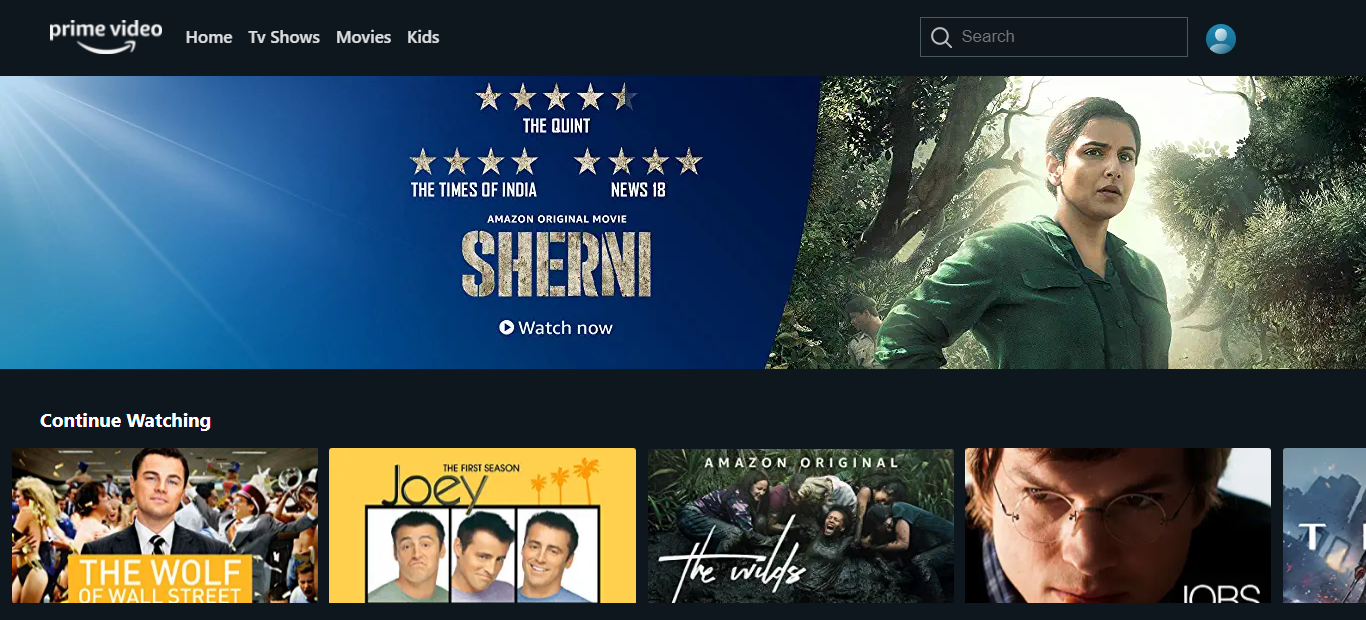 prime video
Home Tv Shows Movies Kids
Search
THE QUINT
THE TIMES OF INDIA NEWS 18
AMAZON ORIGINAL MOVIE
SHERNI
Watch now
Continue Watching
THE WOLF
OF WALL STREET
THE FIRST SEASON
Joey
AMAZON ORIGINAL
the wilds
JOBS
T